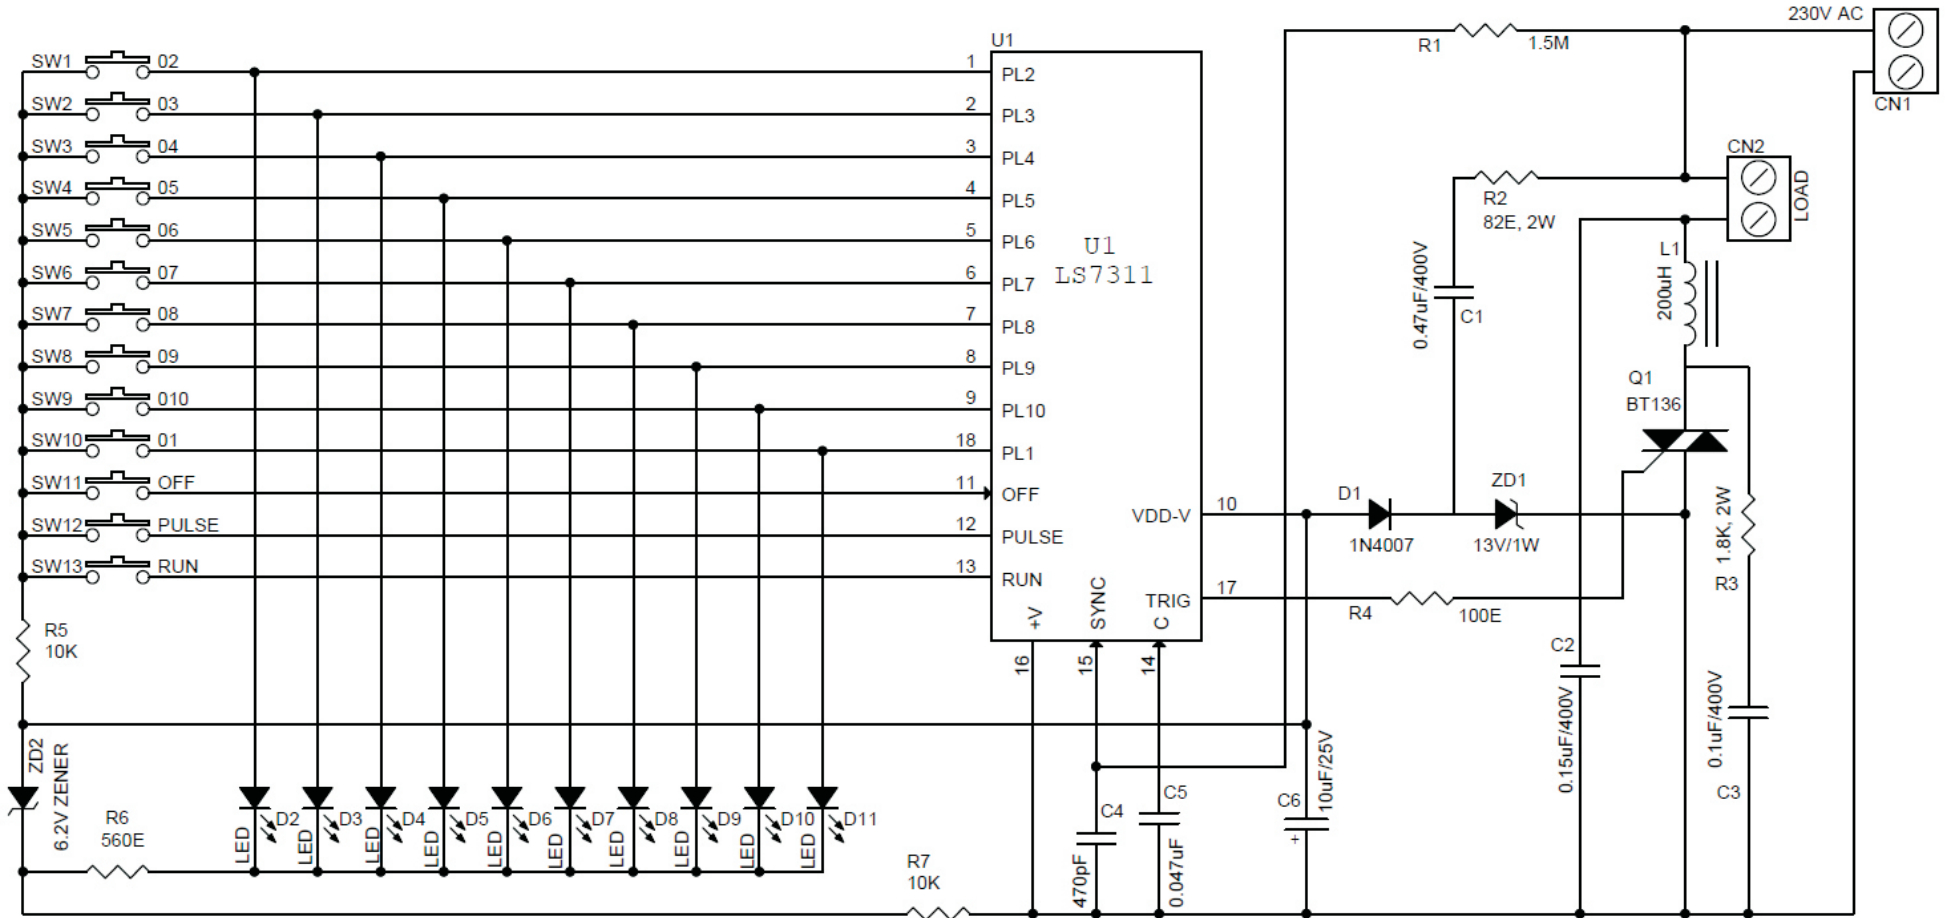 230V AC
CN1
U1
R1
1.5M
SW1
02
1
PL2
SW2
03
2
PL3
SW3
04
3
PL4
SW4
05
4
PL5
SW5
06
5
PL6
SW6
07
6
PL7
SW7
08
7
PL8
SW8
09
8
PL9
SW9
010
9
PL10
SW10
01
18
PL1
SW11
OFF
11
OFF
SW12
PULSE
12
PULSE
SW13
RUN
13
RUN
U1
LS7311
CN2
LOAD
R2
82E, 2W
0.47uF/400V
C1
L1
200uH
Q1
BT136
VDD-V
10
D1
1N4007
ZD1
13V/1W
1.8K, 2W
R3
TRIG
17
R4
100E
+V
SYNC
C
16
15
14
R5
10K
C2
0.15uF/400V
0.1uF/400V
C3
ZD2
6.2V ZENER
R6
560E
LED
D2
LED
D3
LED
D4
LED
D5
LED
D6
LED
D7
LED
D8
LED
D9
LED
D10
LED
D11
R7
10K
C4
470pF
C5
0.047uF
C6
10uF/25V
+